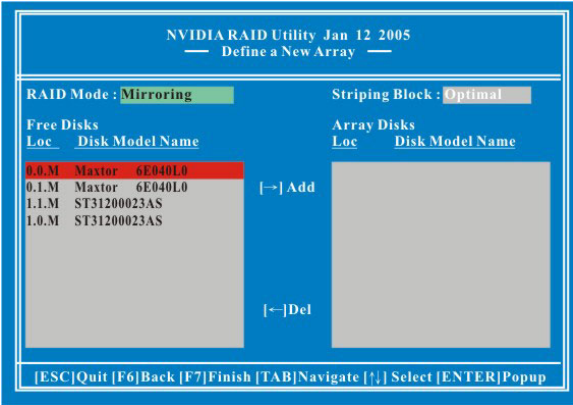 NVIDIA RAID Utility Jan 12 2005
Define a New Array
RAID Mode : Mirroring
Striping Block : Optimal
Free Disks
Array Disks
Loc Disk Model Name
Loc Disk Model Name
0.0.M Maxtor 6E040L0
0.1.M Maxtor 6E040L0
1.1.M ST31200023AS
1.0.M ST31200023AS
[→] Add
[←]Del
[ESC]Quit [F6]Back [F7]Finish [TAB]Navigate [↑↓] Select [ENTER]Popup